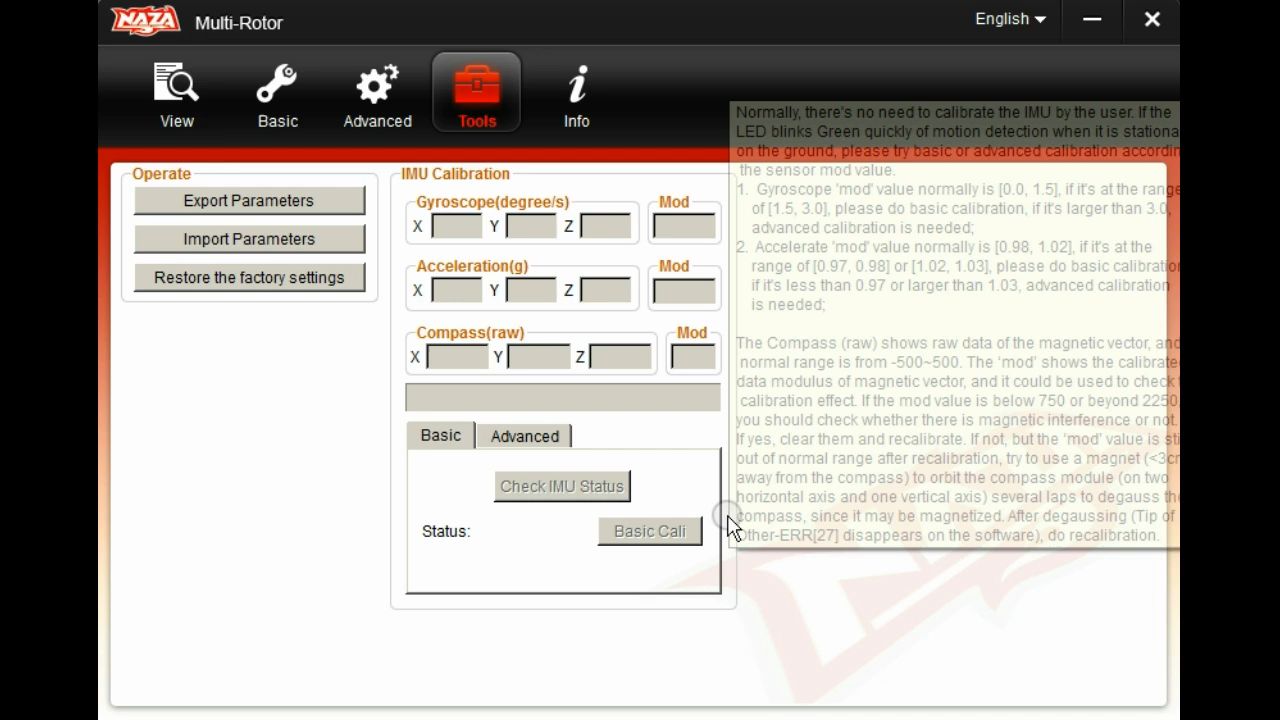 NAZA
Multi-Rotor
English
View
Basic
Advanced
Tools
Info
Operate
Export Parameters
Import Parameters
Restore the factory settings
IMU Calibration
Gyroscope(degree/s)
Mod
X Y Z
Acceleration(g)
Mod
X Y Z
Compass(raw)
Mod
X Y Z
Basic
Advanced
Check IMU Status
Status:
Basic Cali
Normally, there's no need to calibrate the IMU by the user. If the
LED blinks Green quickly of motion detection when it is stationa
on the ground, please try basic or advanced calibration accordin
the sensor mod value.
1. Gyroscope 'mod' value normally is [0.0, 1.5], if it's at the range
of [1.5, 3.0], please do basic calibration, if it's larger than 3.0,
advanced calibration is needed;
2. Accelerate 'mod' value normally is [0.98, 1.02], if it's at the
range of [0.97, 0.98] or [1.02, 1.03], please do basic calibratio
if it's less than 0.97 or larger than 1.03, advanced calibration
is needed;
The Compass (raw) shows raw data of the magnetic vector, and
normal range is from -500~500. The 'mod' shows the calibrate
data modulus of magnetic vector, and it could be used to check
calibration effect. If the mod value is below 750 or beyond 2250
you should check whether there is magnetic interference or not.
If yes, clear them and recalibrate. If not, but the 'mod' value is sti
out of normal range after recalibration, try to use a magnet (<3c
away from the compass) to orbit the compass module (on two
horizontal axis and one vertical axis) several laps to degauss the
compass, since it may be magnetized. After degaussing (Tip of
Other-ERR[27] disappears on the software), do recalibration.